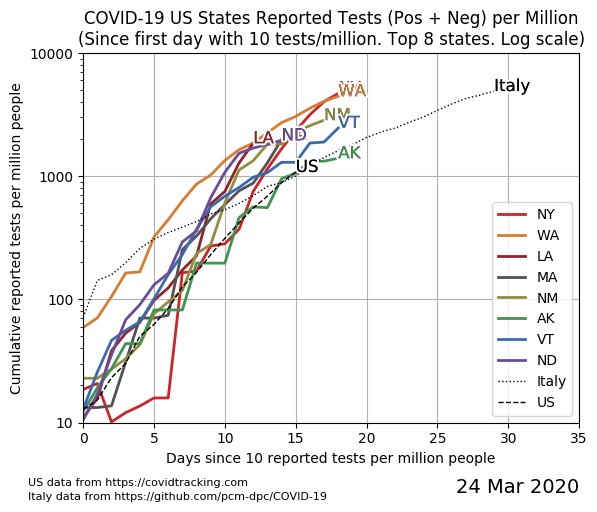 COVID-19 US States Reported Tests (Pos + Neg) per Million
(Since first day with 10 tests/million. Top 8 states. Log scale)
Cumulative reported tests per million people
10000
1000
100
10
WA
Italy
NM
VT
LA
ND
US
AK
NY
WA
LA
MA
NM
AK
VT
ND
Italy
US
0
5
10
15
20
25
30
35
Days since 10 reported tests per million people
US data from https://covidtracking.com
Italy data from https://github.com/pcm-dpc/COVID-19
24 Mar 2020